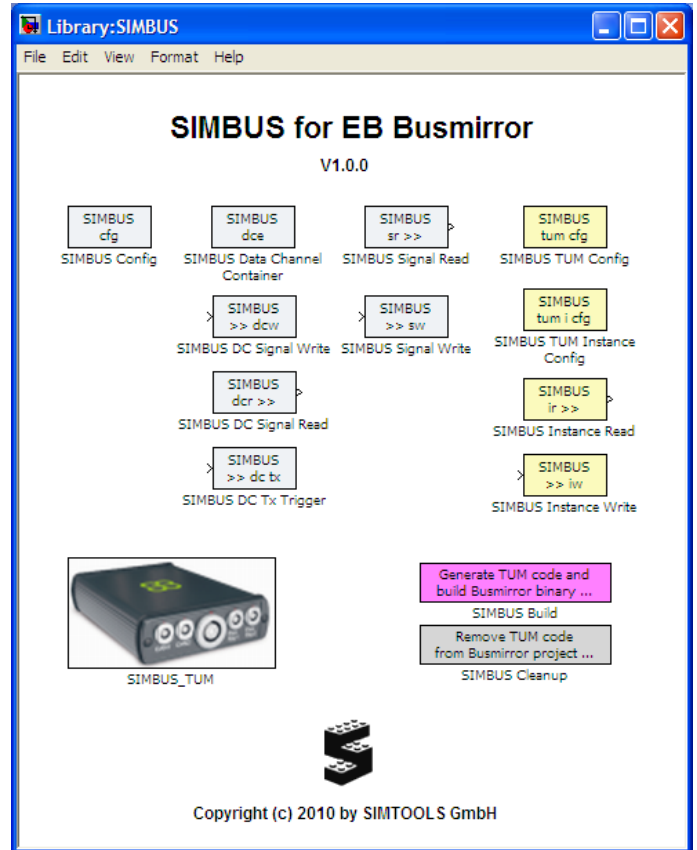 Library:SIMBUS
File Edit View Format Help
SIMBUS for EB Busmirror
V1.0.0
SIMBUS
cfg
SIMBUS Config
SIMBUS
dce
SIMBUS Data Channel
Container
SIMBUS
sr >>
SIMBUS Signal Read
SIMBUS
tum cfg
SIMBUS TUM Config
SIMBUS
>> dcw
SIMBUS DC Signal Write
SIMBUS
>> sw
SIMBUS Signal Write
SIMBUS
tum i cfg
SIMBUS TUM Instance
Config
SIMBUS
dcr >>
SIMBUS DC Signal Read
SIMBUS
ir >>
SIMBUS Instance Read
SIMBUS
>> dc tx
SIMBUS DC Tx Trigger
SIMBUS
>> iw
SIMBUS Instance Write
SIMBUS_TUM
Generate TUM code and
build Busmirror binary ...
SIMBUS Build
Remove TUM code
from Busmirror project ...
SIMBUS Cleanup
Copyright (c) 2010 by SIMTOOLS GmbH